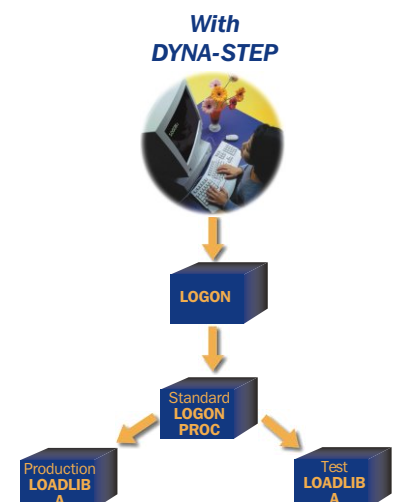 With
DYNA-STEP
LOGON
Standard
LOGON
PROC
Production
LOADLIB
A
Test
LOADLIB
A